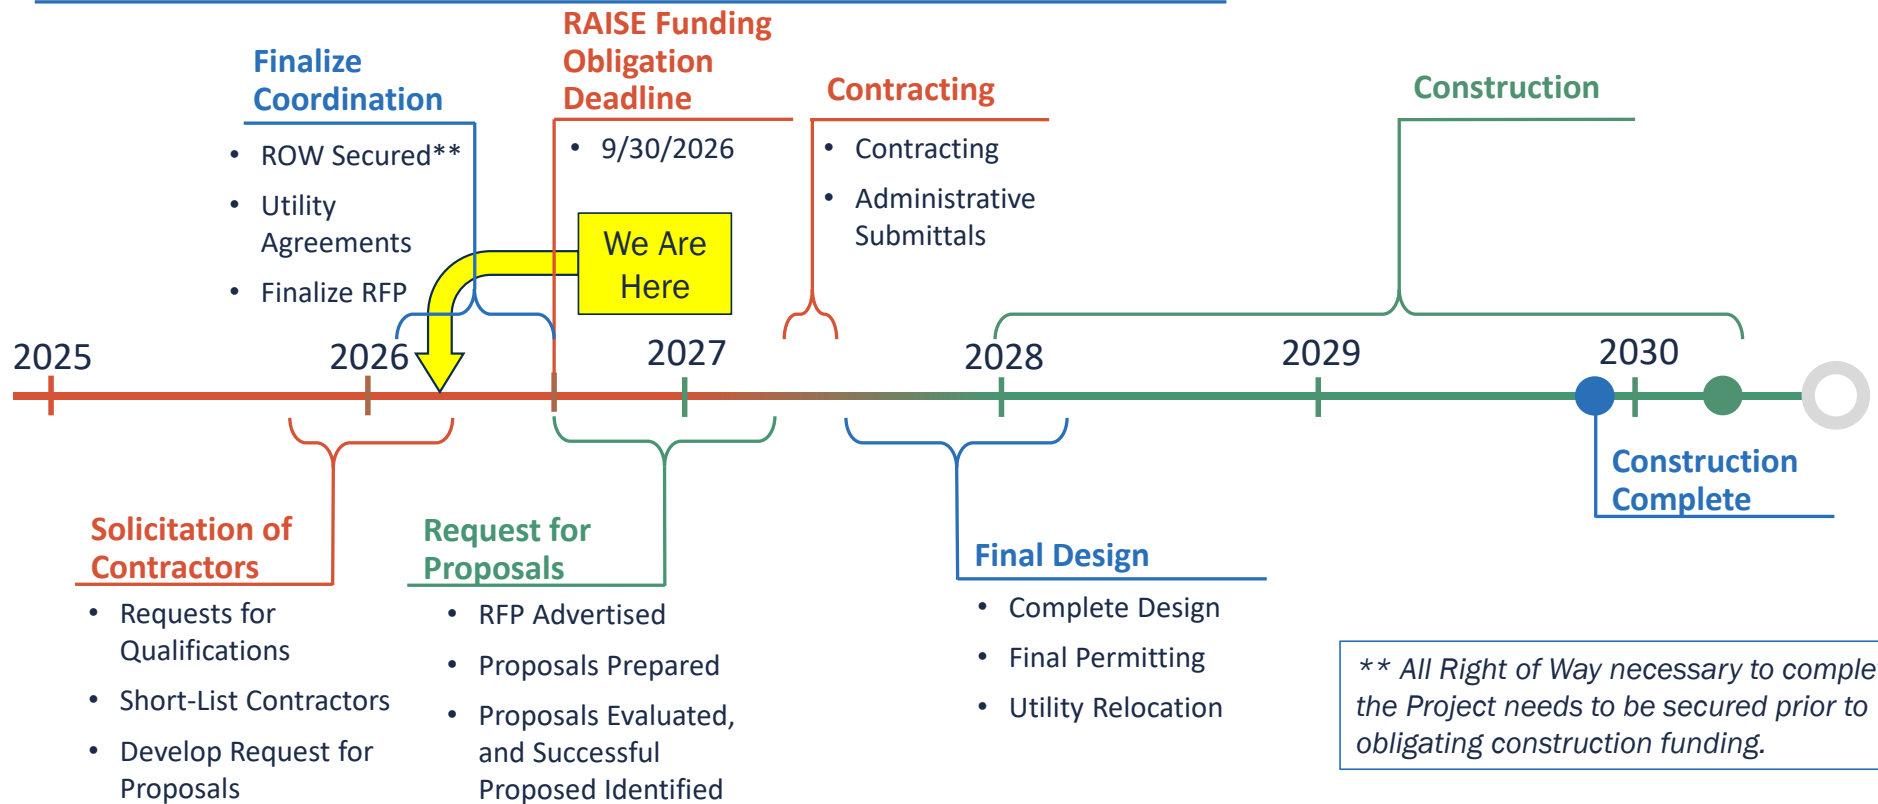 RAISE Funding
Obligation
Deadline
• 9/30/2026
Finalize
Coordination
• ROW Secured**
• Utility
Agreements
• Finalize RFP
We Are
Here
Contracting
• Contracting
• Administrative
Submittals
Construction
2025
2026
2027
2028
2029
2030
Solicitation of
Contractors
• Requests for
Qualifications
• Short-List Contractors
• Develop Request for
Proposals
Request for
Proposals
• RFP Advertised
• Proposals Prepared
• Proposals Evaluated,
and Successful
Proposed Identified
Final Design
• Complete Design
• Final Permitting
• Utility Relocation
Construction
Complete
** All Right of Way necessary to comple
the Project needs to be secured prior to
obligating construction funding.